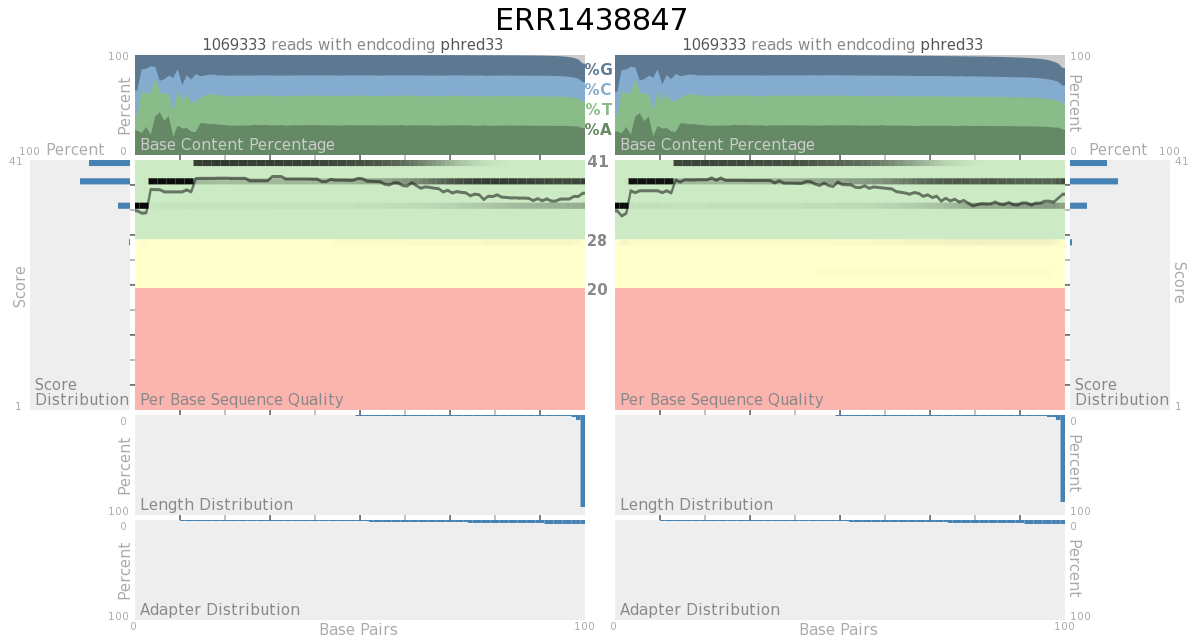 ERR1438847
1069333 reads with endcoding phred33
1069333 reads with endcoding phred33
100
Percent
0
Base Content Percentage
%G
%C
%T
%A
Base Content Percentage
100
Percent
0
Percent
100
41
Score
1
Score
Distribution
Per Base Sequence Quality
41
28
20
Per Base Sequence Quality
Percent
100
41
Score
1
Score
Distribution
0
Percent
100
Length Distribution
Length Distribution
0
Percent
100
0
Percent
100
Adapter Distribution
Adapter Distribution
0
Percent
100
0
Base Pairs
100
0
Base Pairs
100